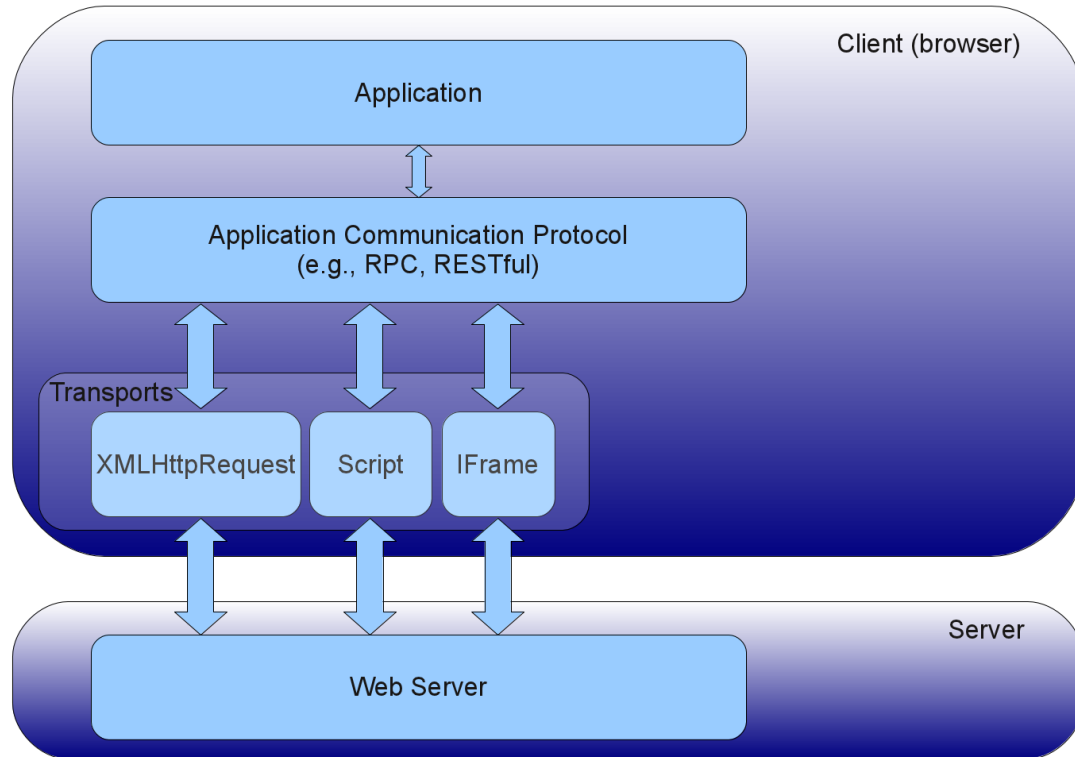 Client (browser)
Application
Application Communication Protocol
(e.g., RPC, RESTful)
Transports
XMLHttpRequest
Script
IFrame
Server
Web Server